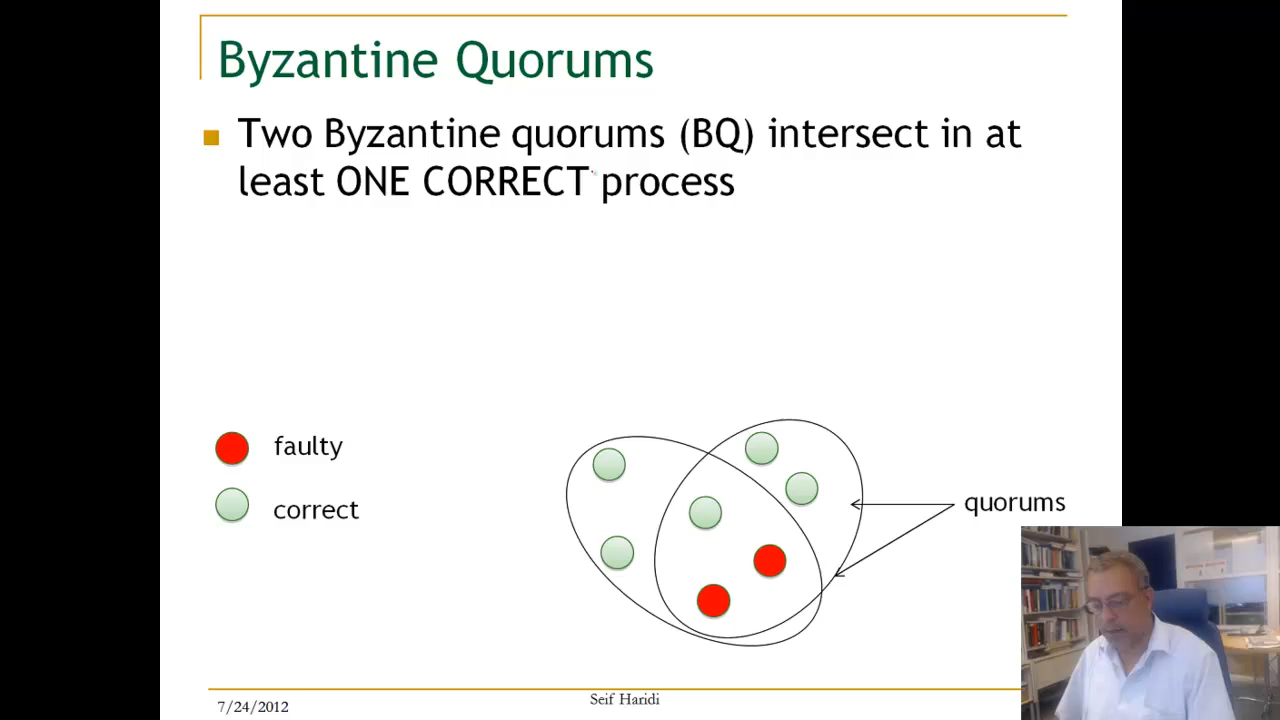 Byzantine Quorums
Two Byzantine quorums (BQ) intersect in at
least ONE CORRECT process
faulty
correct
quorums
7/24/2012
Seif Haridi